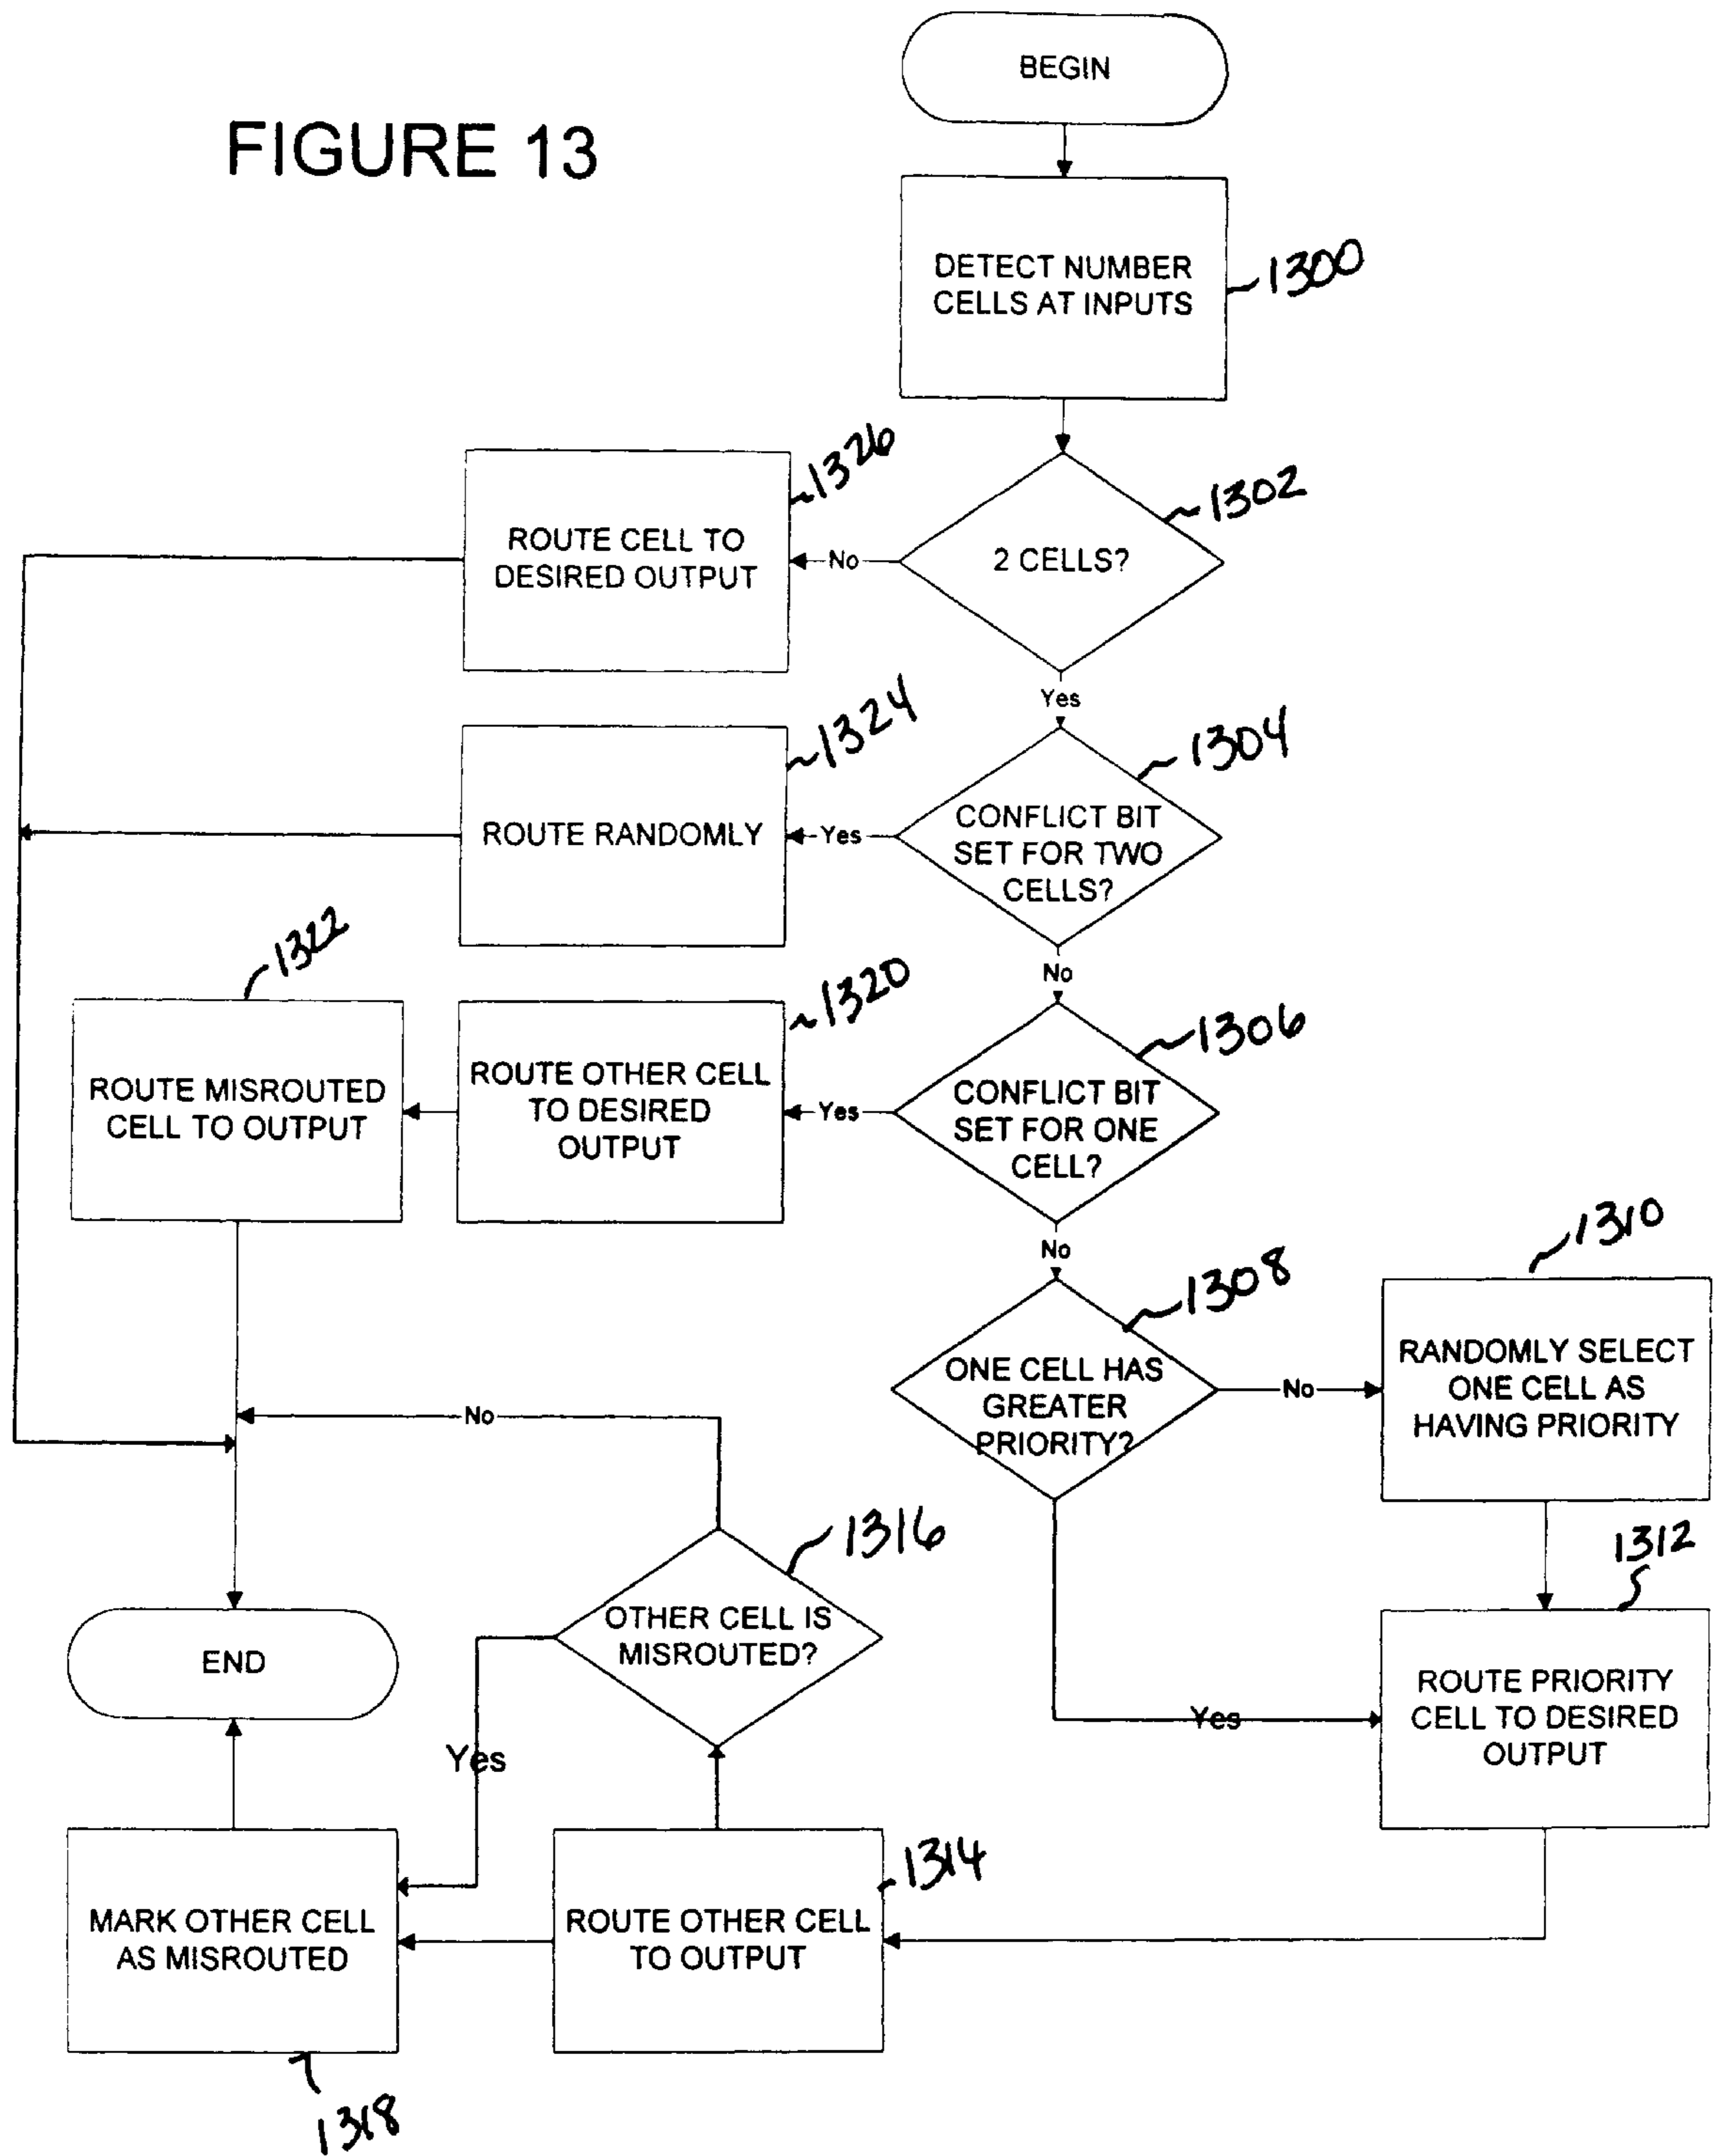 FIGURE 13
BEGIN
DETECT NUMBER
CELLS AT INPUTS
1300
2 CELLS?
1302
No
ROUTE CELL TO
DESIRED OUTPUT
1326
Yes
CONFLICT BIT
SET FOR TWO
CELLS?
1304
Yes
ROUTE RANDOMLY
1324
No
CONFLICT BIT
SET FOR ONE
CELL?
1306
Yes
ROUTE OTHER CELL
TO DESIRED
OUTPUT
1320
ROUTE MISROUTED
CELL TO OUTPUT
1322
No
ONE CELL HAS
GREATER
PRIORITY?
1308
No
RANDOMLY SELECT
ONE CELL AS
HAVING PRIORITY
1310
Yes
ROUTE PRIORITY
CELL TO DESIRED
OUTPUT
1312
ROUTE OTHER CELL
TO OUTPUT
1314
OTHER CELL IS
MISROUTED?
1316
No
Yes
MARK OTHER CELL
AS MISROUTED
1318
END